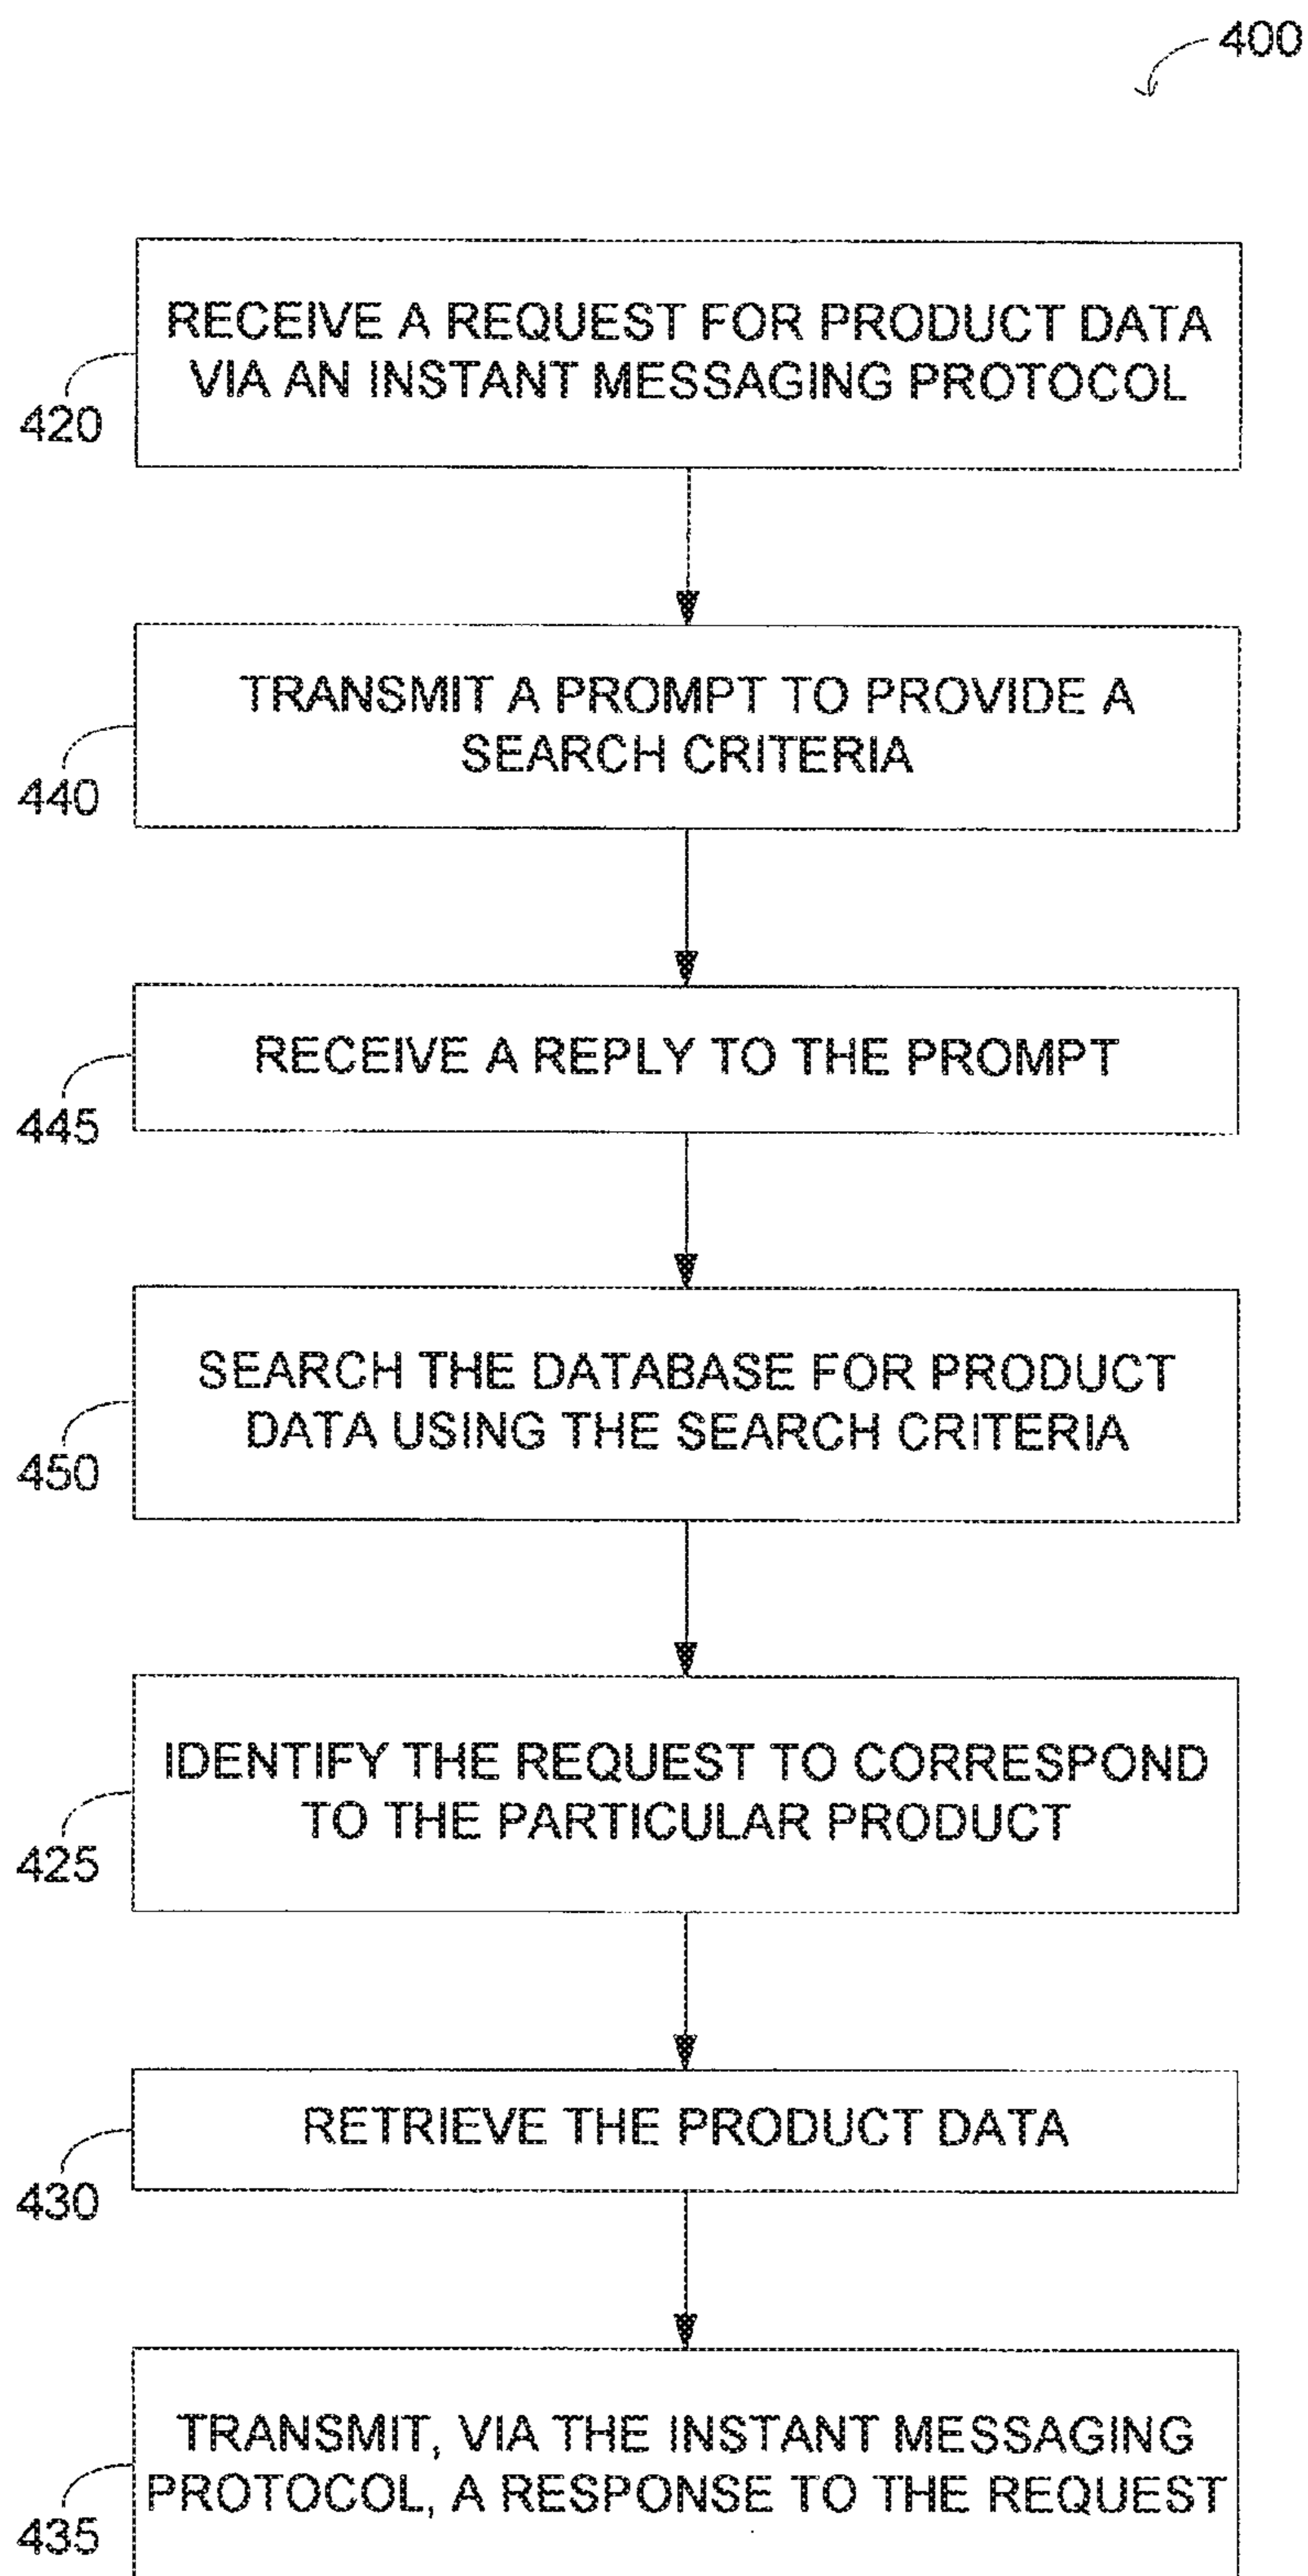 400
RECEIVE A REQUEST FOR PRODUCT DATA
VIA AN INSTANT MESSAGING PROTOCOL
420
TRANSMIT A PROMPT TO PROVIDE A
SEARCH CRITERIA
440
RECEIVE A REPLY TO THE PROMPT
445
SEARCH THE DATABASE FOR PRODUCT
DATA USING THE SEARCH CRITERIA
450
IDENTIFY THE REQUEST TO CORRESPOND
TO THE PARTICULAR PRODUCT
425
RETRIEVE THE PRODUCT DATA
430
TRANSMIT, VIA THE INSTANT MESSAGING
PROTOCOL, A RESPONSE TO THE REQUEST
435